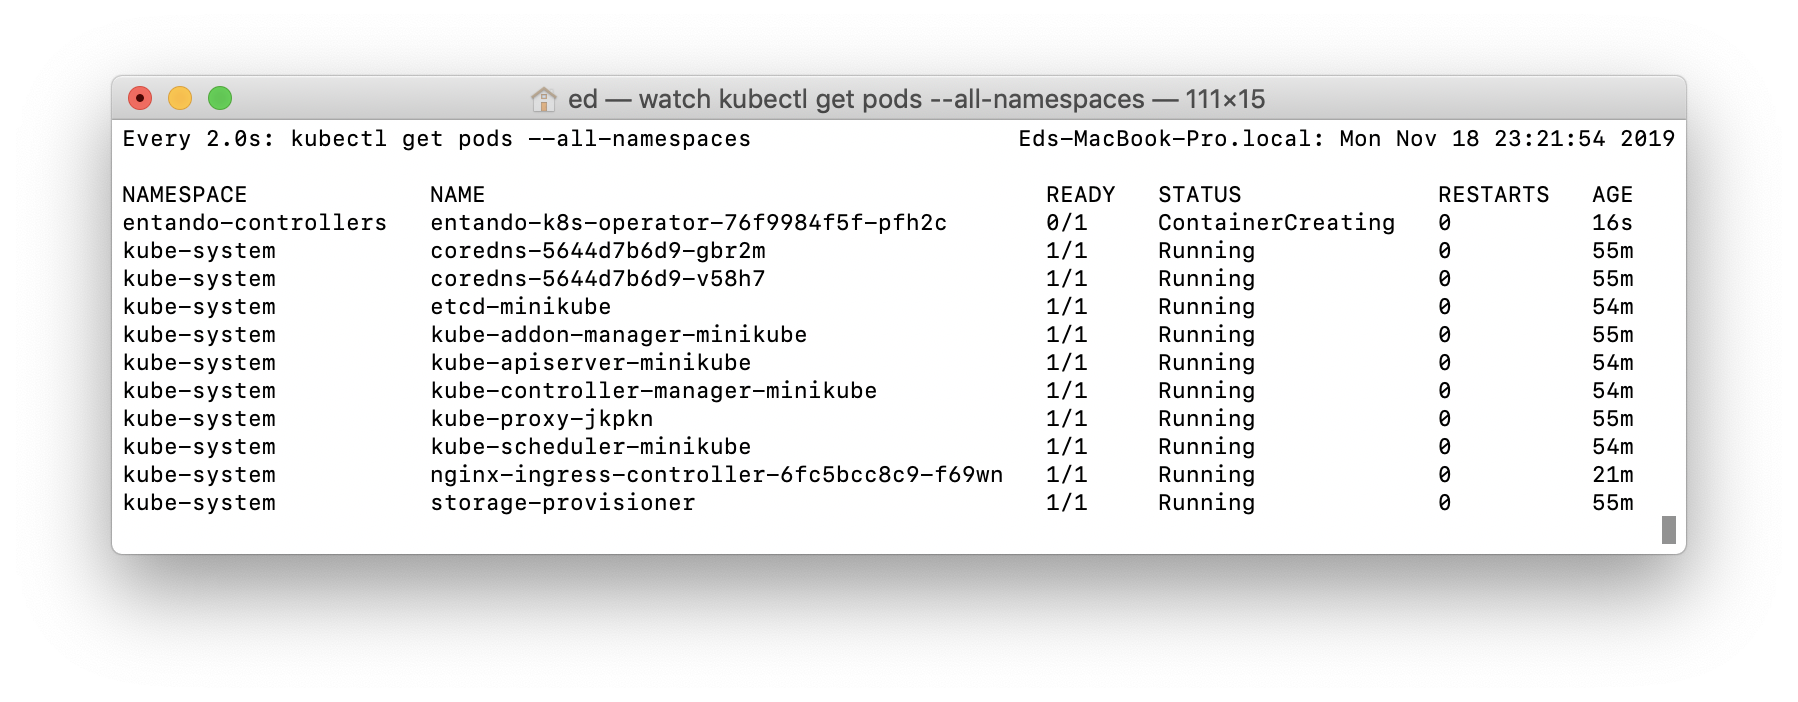 ed — watch kubectl get pods --all-namespaces — 111×15
Every 2.0s: kubectl get pods --all-namespaces Eds-MacBook-Pro.local: Mon Nov 18 23:21:54 2019
NAMESPACE NAME READY STATUS RESTARTS AGE
entando-controllers entando-k8s-operator-76f9984f5f-pfh2c 0/1 ContainerCreating 0 16s
kube-system coredns-5644d7b6d9-gbr2m 1/1 Running 0 55m
kube-system coredns-5644d7b6d9-v58h7 1/1 Running 0 55m
kube-system etcd-minikube 1/1 Running 0 54m
kube-system kube-addon-manager-minikube 1/1 Running 0 55m
kube-system kube-apiserver-minikube 1/1 Running 0 54m
kube-system kube-controller-manager-minikube 1/1 Running 0 54m
kube-system kube-proxy-jkpkn 1/1 Running 0 55m
kube-system kube-scheduler-minikube 1/1 Running 0 54m
kube-system nginx-ingress-controller-6fc5bcc8c9-f69wn 1/1 Running 0 21m
kube-system storage-provisioner 1/1 Running 0 55m